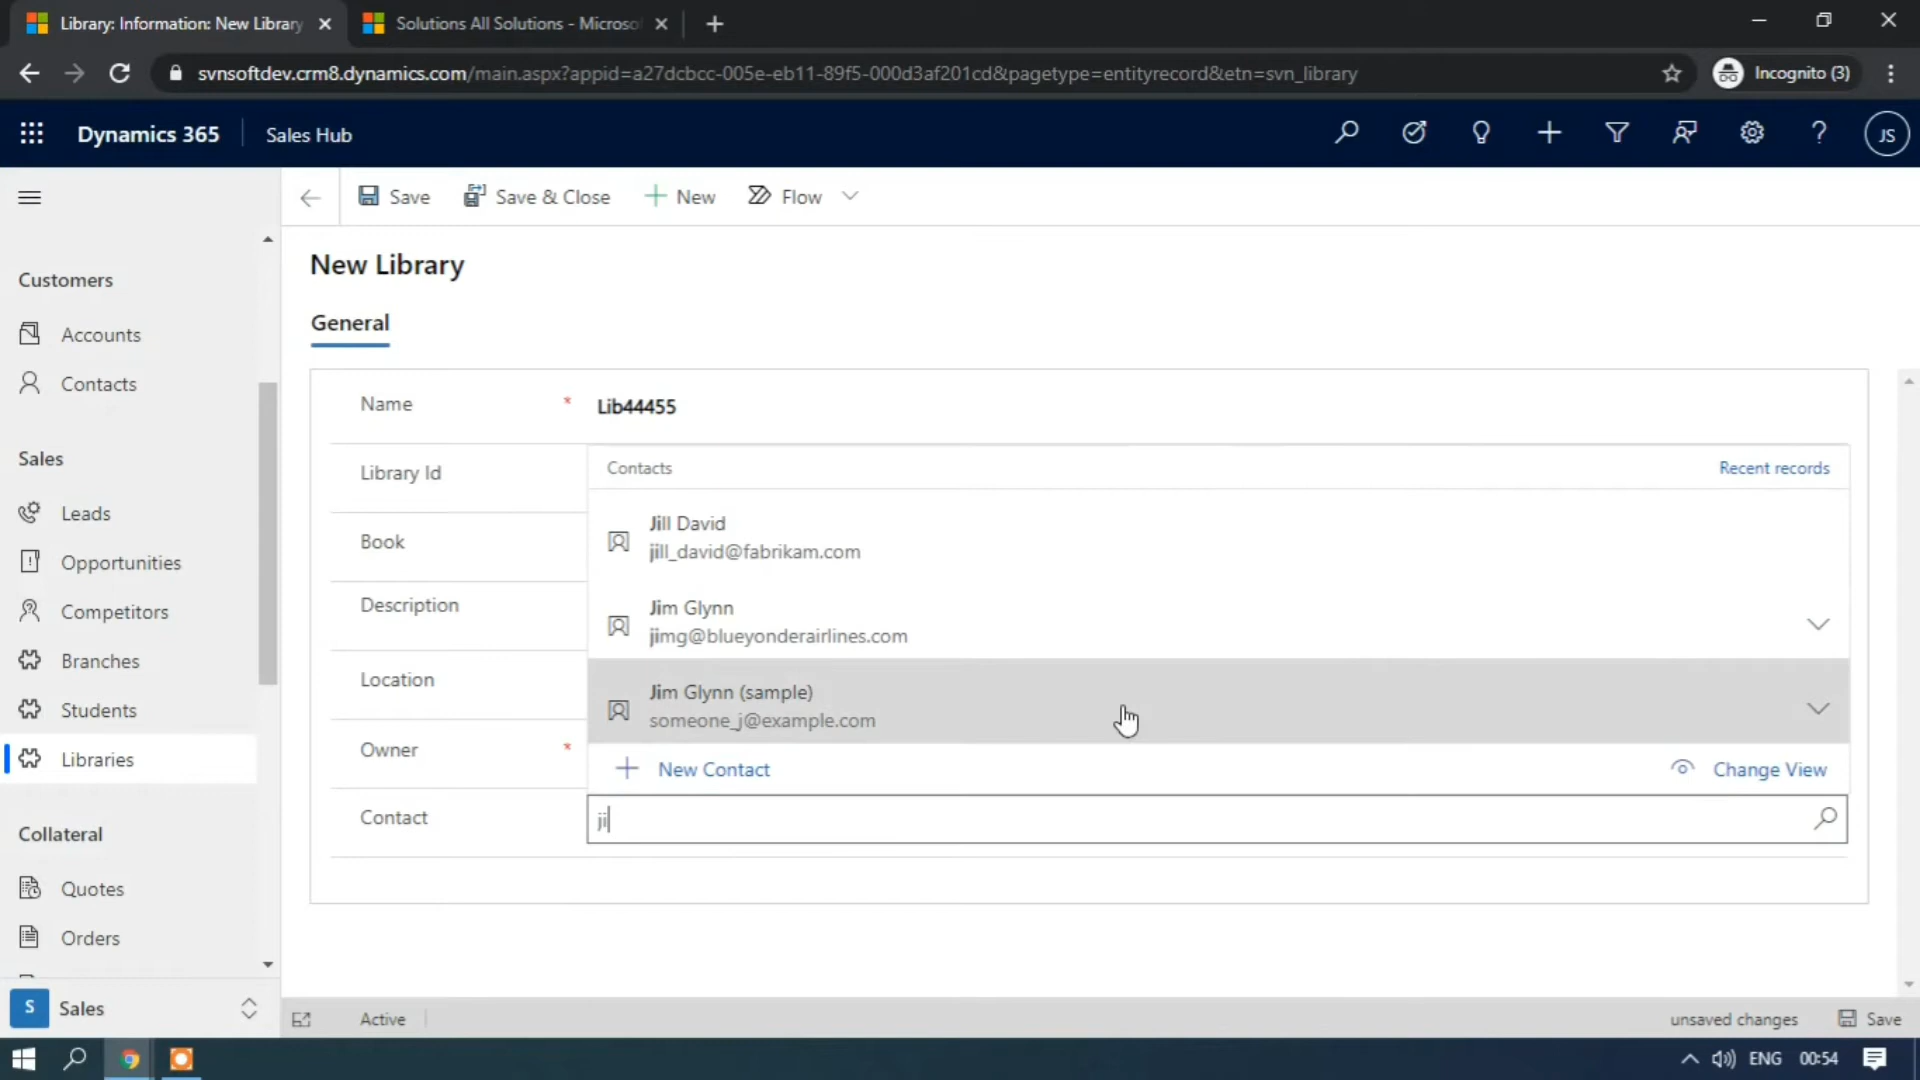 Library: Information: New Library
Solutions All Solutions - Microso
svnsoftdev.crm8.dynamics.com/main.aspx?appid=a27dcbcc-005e-eb11-89f5-000d3af201cd&pagetype=entityrecord&etn=svn_library
Incognito (3)
Dynamics 365
Sales Hub
JS
Save
Save & Close
New
Flow
New Library
General
Customers
Accounts
Contacts
Sales
Leads
Opportunities
Competitors
Branches
Students
Libraries
Collateral
Quotes
Orders
S Sales
Name * Lib44455
Library Id
Book
Description
Location
Owner *
Contact
Contacts
Recent records
Jill David
jill_david@fabrikam.com
Jim Glynn
jimg@blueyonderairlines.com
Jim Glynn (sample)
someone_j@example.com
New Contact
Change View
ji
Active
unsaved changes
Save
ENG 00:54